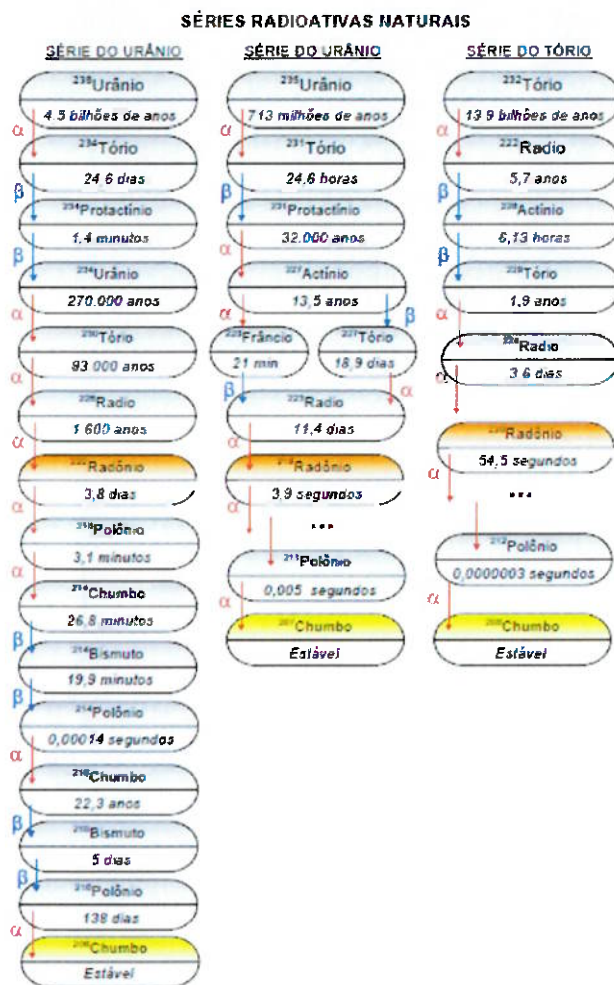 SÉRIES RADIOATIVAS NATURAIS
SÉRIE DO URÂNIO
²³⁸Urânio
4.5 bilhões de anos
α
²³⁴Tório
24,6 dias
β
²³⁴Protactínio
1,4 minutos
β
²³⁴Urânio
270.000 anos
α
²³⁰Tório
83 000 anos
α
²²⁶Radio
1 600 anos
α
Radônio
3,8 dias
α
²¹⁸Polônio
3,1 minutos
α
²¹⁴Chumbo
26,8 minutos
β
²¹⁴Bismuto
19,9 minutos
β
²¹⁴Polônio
0,00014 segundos
α
²¹⁰Chumbo
22,3 anos
β
²¹⁰Bismuto
5 dias
β
²¹⁰Polônio
138 dias
α
²⁰⁶Chumbo
Estável
SÉRIE DO URÂNIO
²³⁵Urânio
713 milhões de anos
α
²³¹Tório
24,6 horas
β
²³¹Protactínio
32.000 anos
α
²²⁷Actínio
13,5 anos
α
β
Frâncio
21 min
²²⁷Tório
18,9 dias
β
α
²²³Radio
11,4 dias
α
²¹⁹Radônio
3,9 segundos
α
...
Polônio
0,005 segundos
α
²⁰⁷Chumbo
Estável
SÉRIE DO TÓRIO
²³²Tório
13 9 bilhões de anos
α
Radio
5,7 anos
β
²²⁸Actínio
6,13 horas
β
Tório
1,9 anos
α
Radio
3 6 dias
α
Radônio
54,5 segundos
α
...
²¹²Polônio
0,0000003 segundos
α
Chumbo
Estável